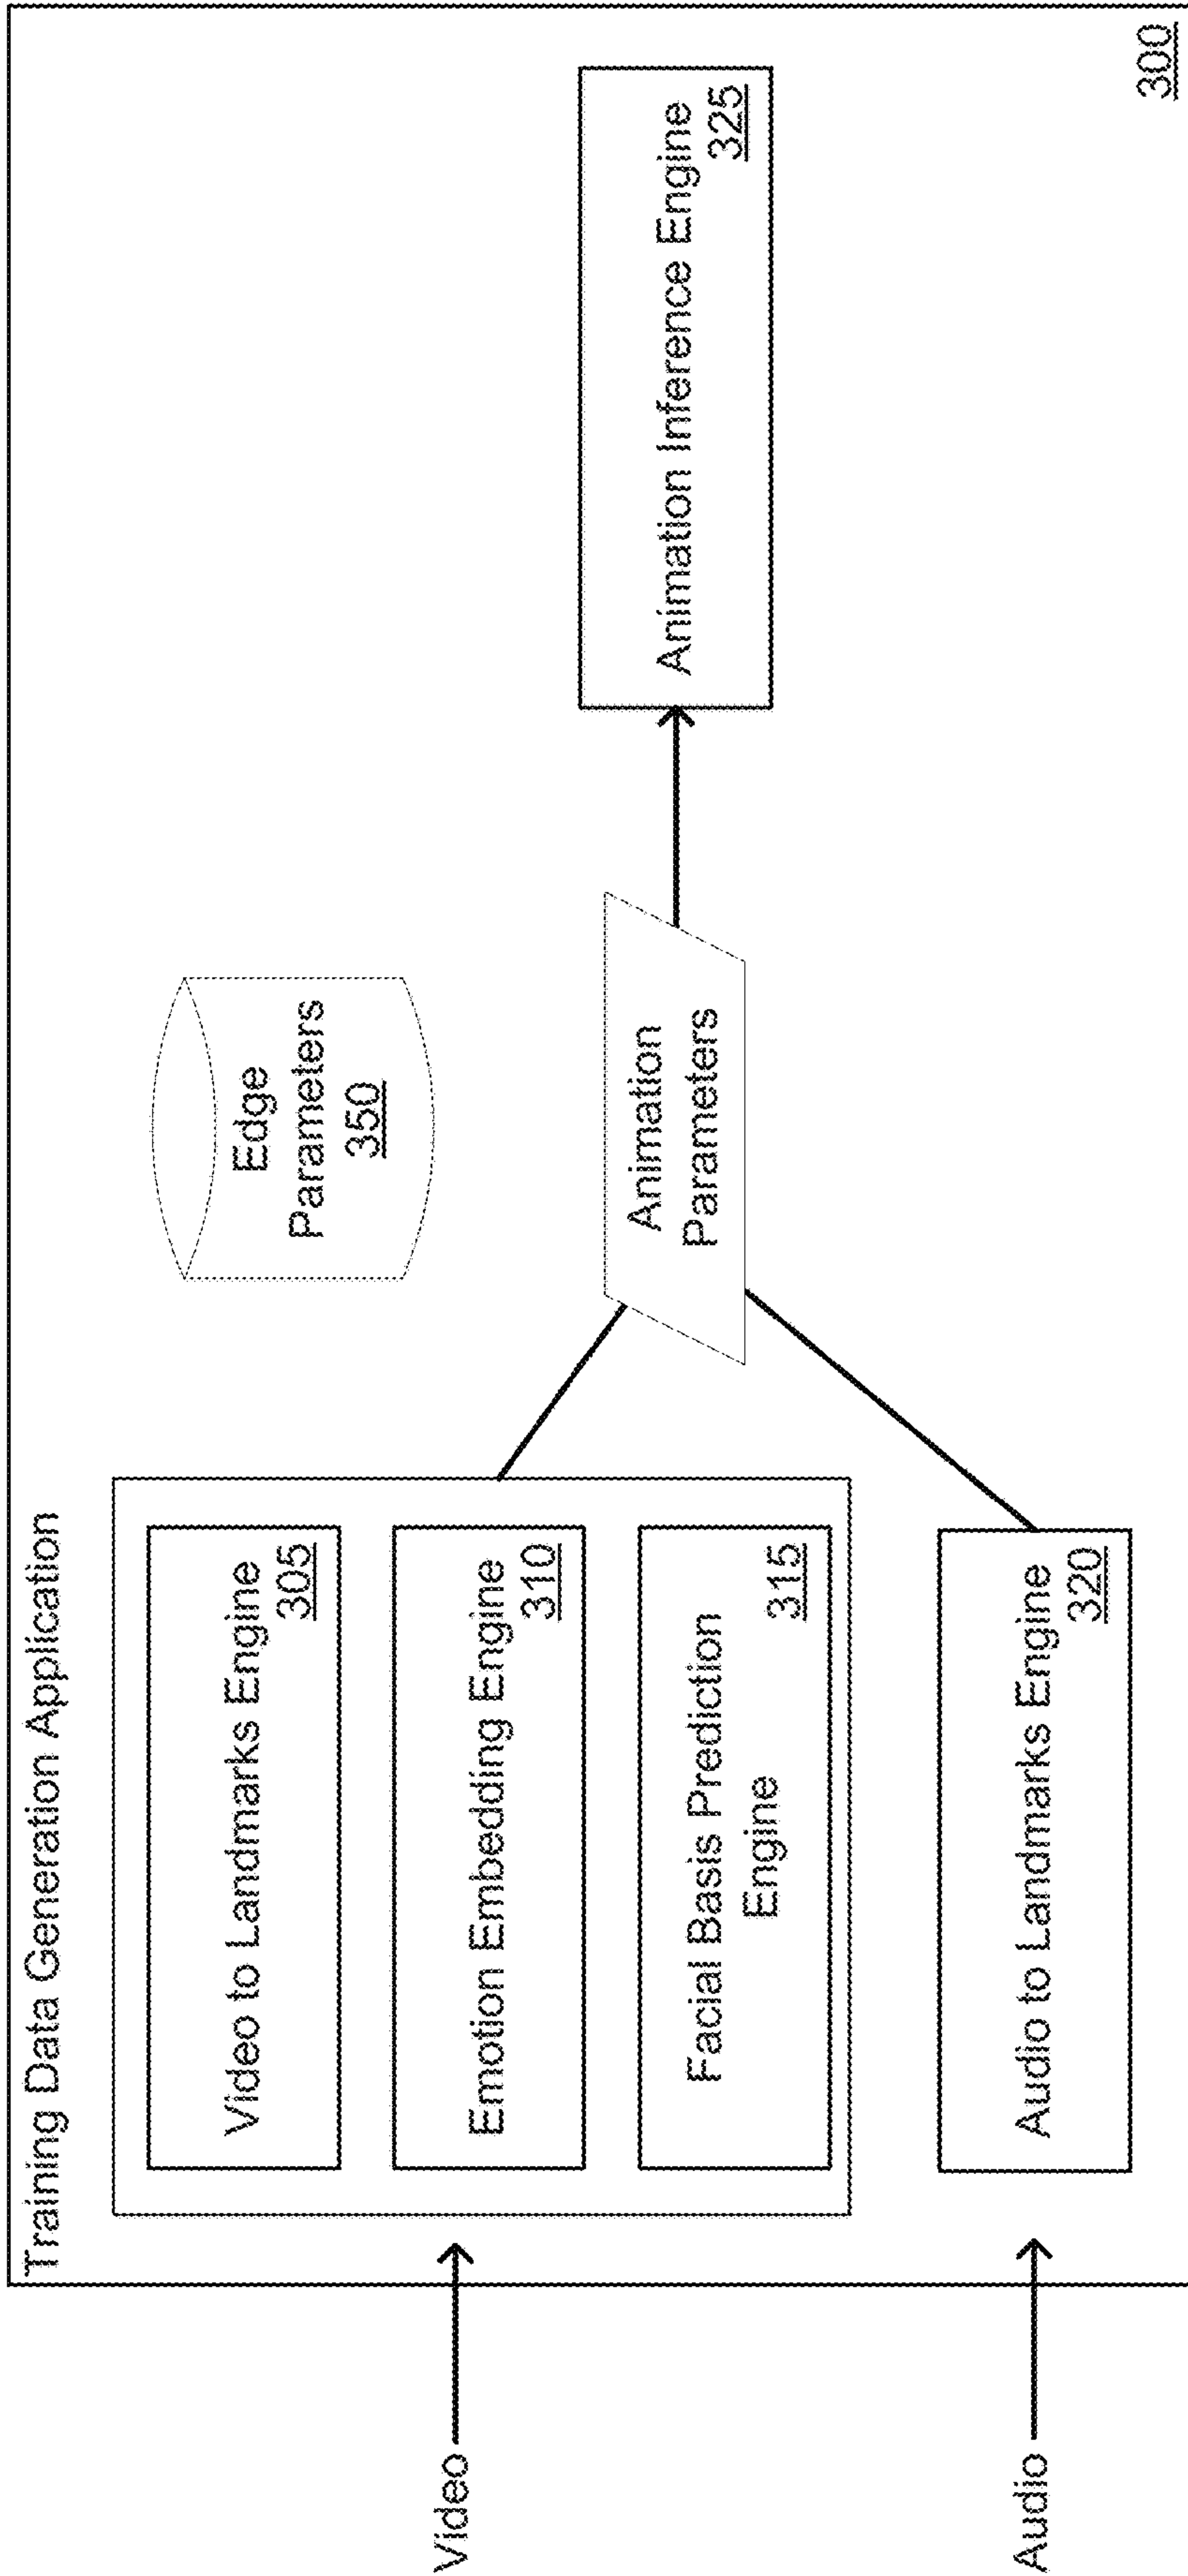 Training Data Generation Application
Video
Video to Landmarks Engine
305
Emotion Embedding Engine
310
Facial Basis Prediction
Engine
315
Audio
Audio to Landmarks Engine
320
Edge
Parameters
350
Animation
Parameters
Animation Inference Engine
325
300